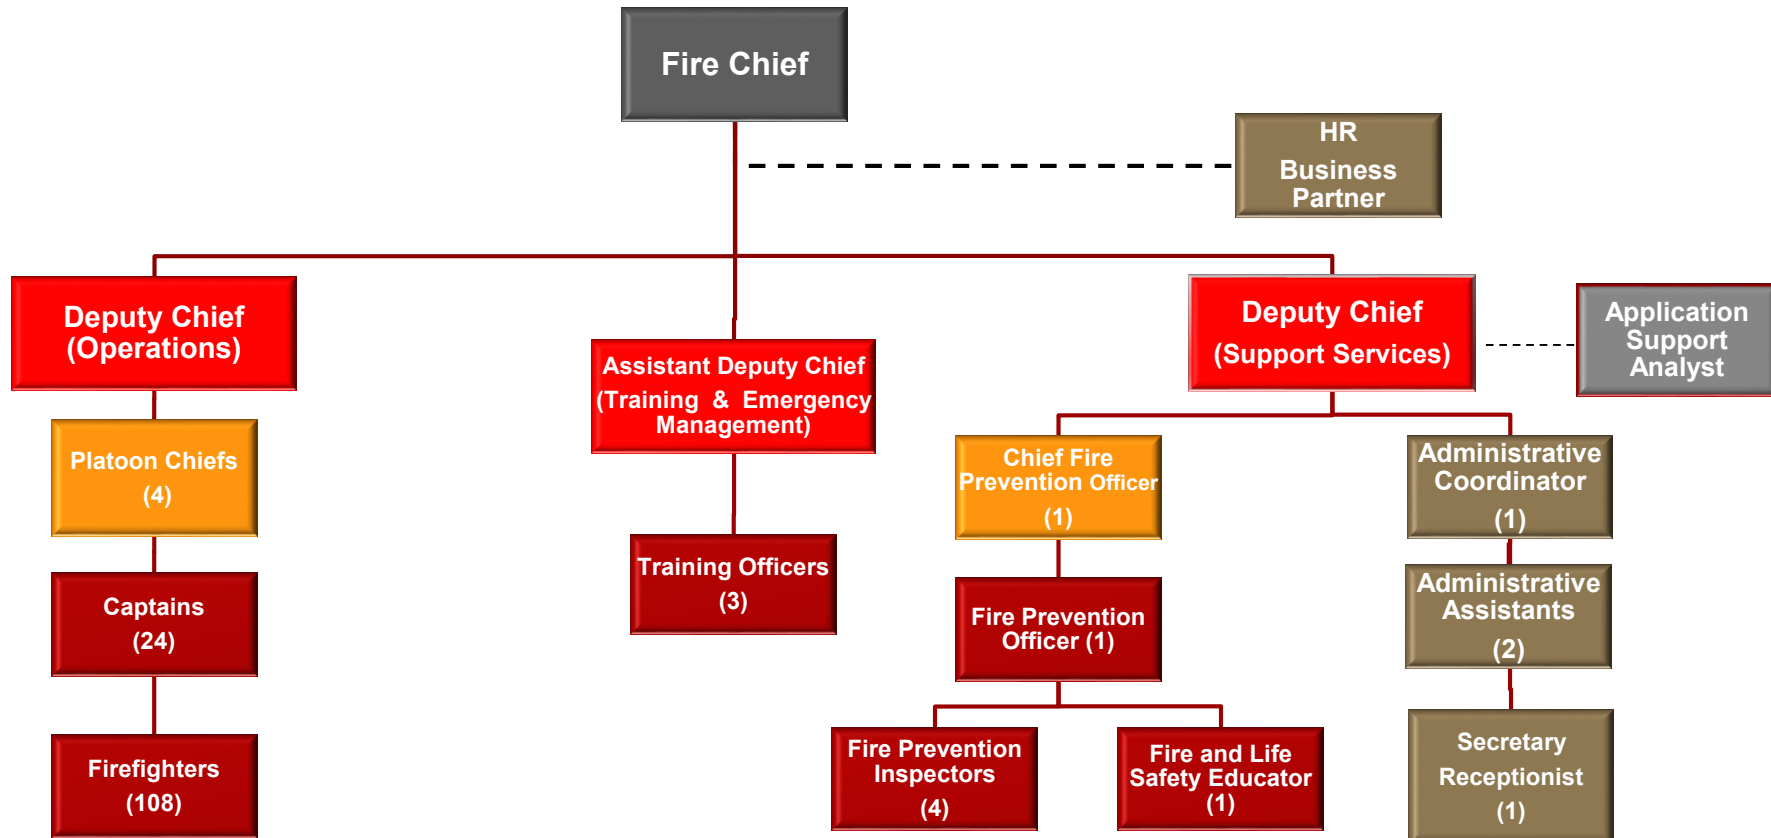 Fire Chief
HR
Business
Partner
Deputy Chief
(Operations)
Assistant Deputy Chief
(Training & Emergency
Management)
Deputy Chief
(Support Services)
Application
Support
Analyst
Platoon Chiefs
(4)
Chief Fire
Prevention Officer
(1)
Administrative
Coordinator
(1)
Training Officers
(3)
Captains
(24)
Fire Prevention
Officer (1)
Administrative
Assistants
(2)
Firefighters
(108)
Fire Prevention
Inspectors
(4)
Fire and Life
Safety Educator
(1)
Secretary
Receptionist
(1)